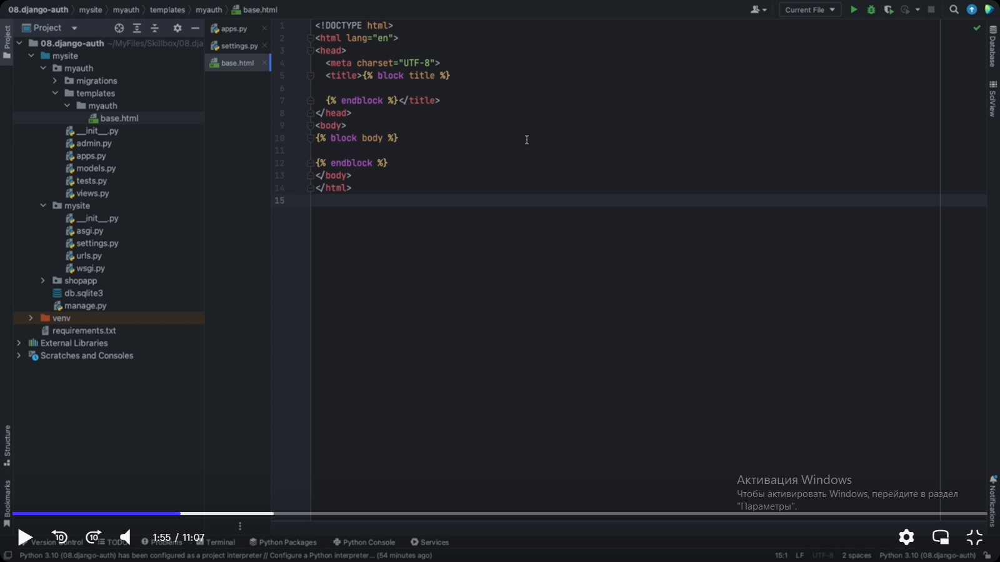 08.django-auth mysite myauth templates myauth base.html
Current File
Project
08.django-auth ~/MyFiles/Skillbox/08.dja
mysite
myauth
migrations
templates
myauth
base.html
__init__.py
admin.py
apps.py
models.py
tests.py
views.py
mysite
__init__.py
asgi.py
settings.py
urls.py
wsgi.py
shopapp
db.sqlite3
manage.py
venv
requirements.txt
External Libraries
Scratches and Consoles
apps.py
settings.py
base.html
1 <!DOCTYPE html>
2 <html lang="en">
3 <head>
4 <meta charset="UTF-8">
5 <title>{% block title %}
6
7 {% endblock %}</title>
8 </head>
9 <body>
10 {% block body %}
11
12 {% endblock %}
13 </body>
14 </html>
15
Project
Structure
Bookmarks
Database
SciView
Notifications
Активация Windows
Чтобы активировать Windows, перейдите в раздел
"Параметры".
10 10 1:55 / 11:07
Version Control TODO Problems Terminal Python Packages Python Console Services
Python 3.10 (08.django-auth) has been configured as a project interpreter // Configure a Python interpreter... (54 minutes ago)
15:1 LF UTF-8 2 spaces Python 3.10 (08.django-auth)